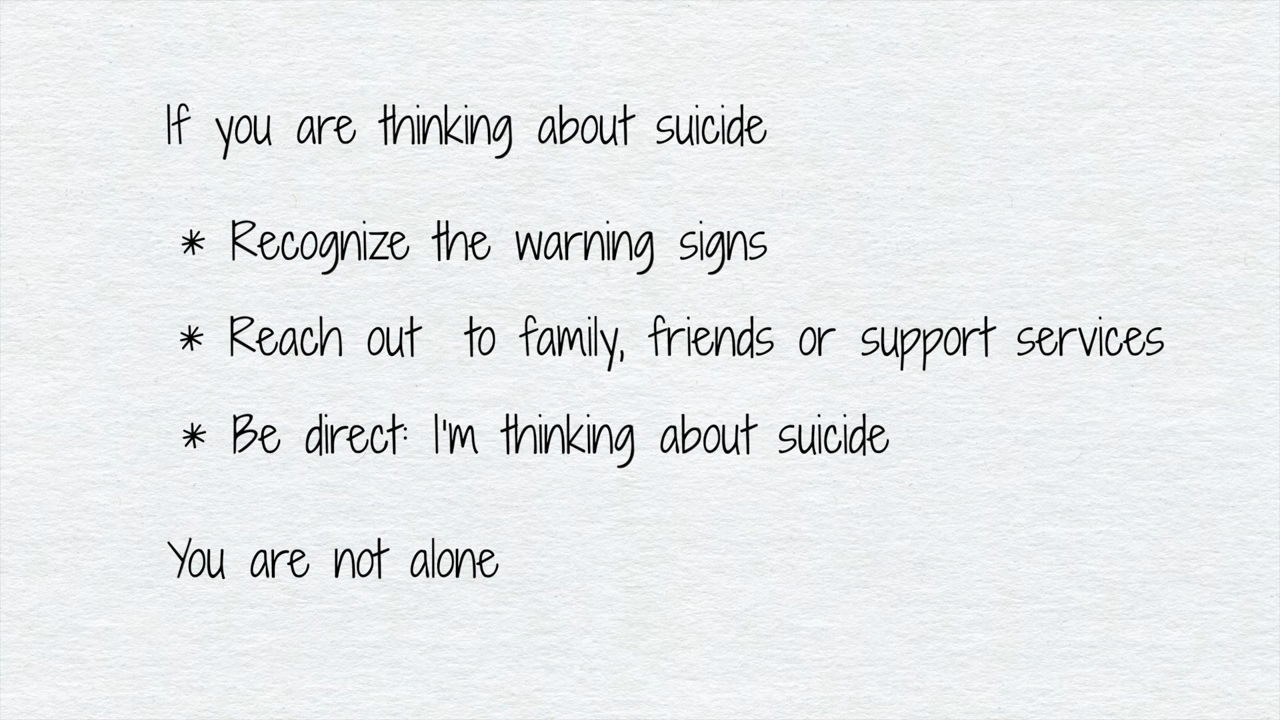 If you are thinking about suicide
* Recognize the warning signs
* Reach out to family, friends or support services
* Be direct: I'm thinking about suicide
You are not alone